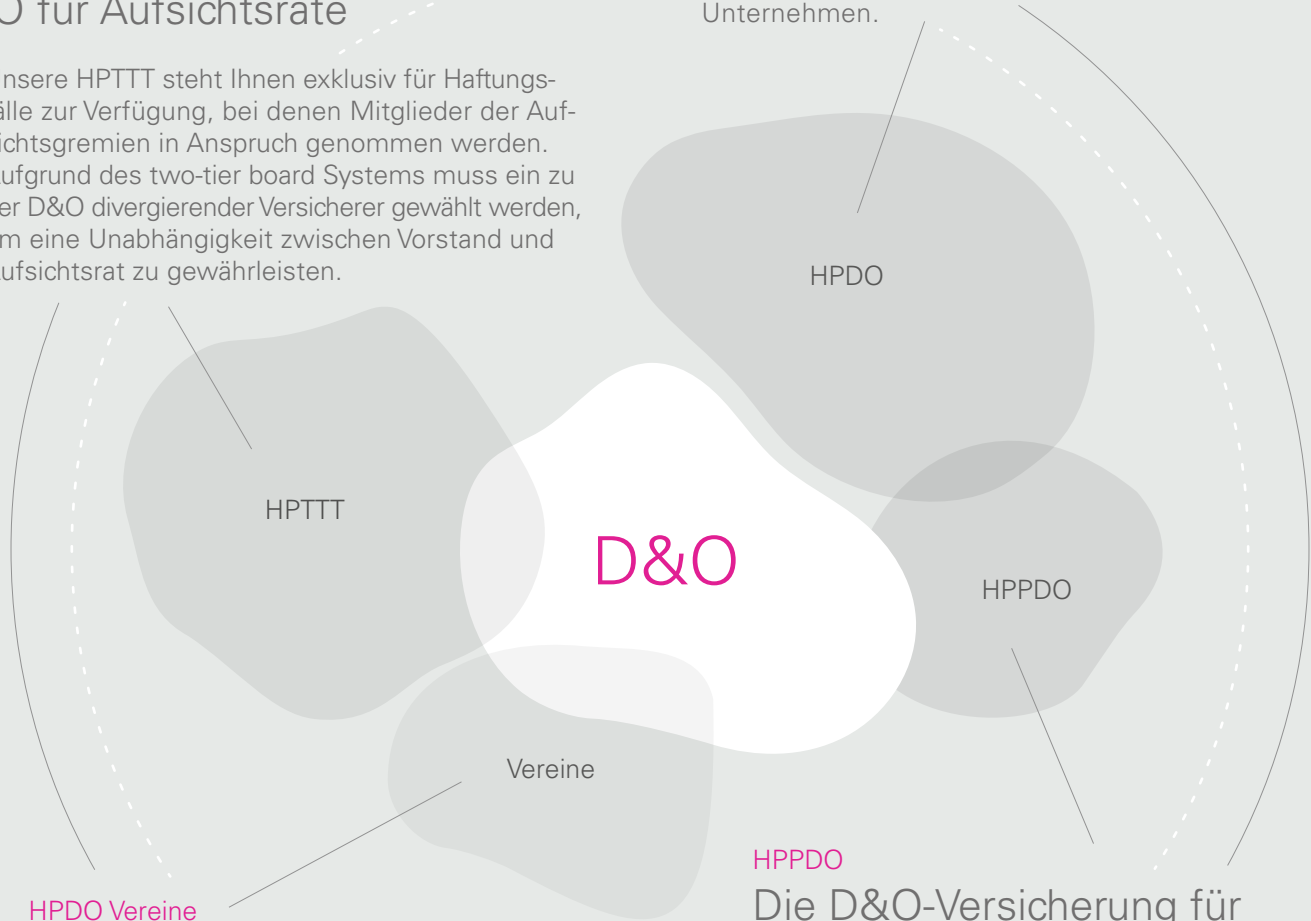 O für Aufsichtsräte
nsere HPTTT steht Ihnen exklusiv für Haftungs-
älle zur Verfügung, bei denen Mitglieder der Auf-
ichtsgremien in Anspruch genommen werden.
ufgrund des two-tier board Systems muss ein zu
er D&O divergierender Versicherer gewählt werden,
m eine Unabhängigkeit zwischen Vorstand und
ufsichtsrat zu gewährleisten.
Unternehmen.
HPDO
HPTTT
D&O
HPPDO
Vereine
HPDO Vereine
HPPDO
Die D&O-Versicherung für